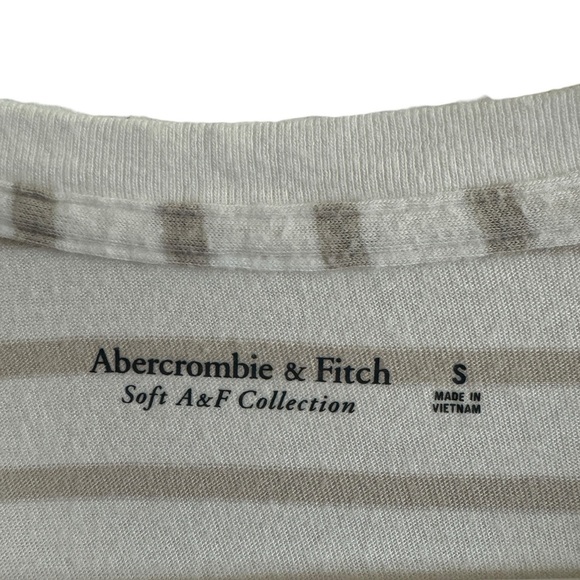 Abercrombie & Fitch
Soft A&F Collection
S
MADE IN
VIETNAM